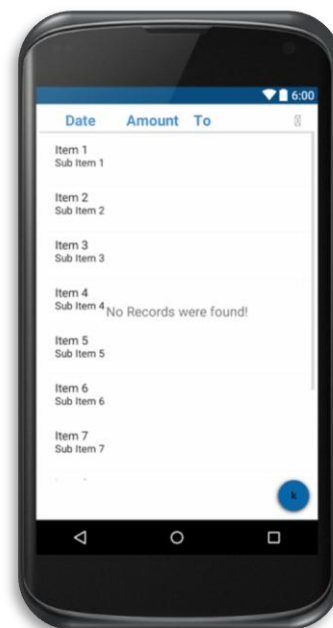 6:00
Date Amount To
Item 1
Sub Item 1
Item 2
Sub Item 2
Item 3
Sub Item 3
Item 4
Sub Item 4
No Records were found!
Item 5
Sub Item 5
Item 6
Sub Item 6
Item 7
Sub Item 7
k